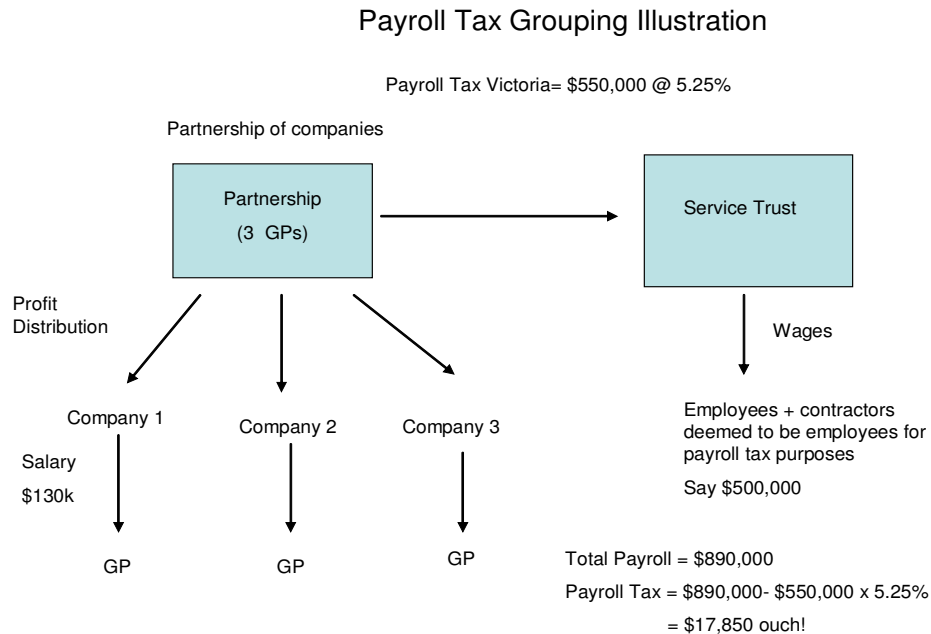 Payroll Tax Grouping Illustration
Payroll Tax Victoria= $550,000 @ 5.25%
Partnership of companies
Partnership
(3 GPs)
Service Trust
Profit
Distribution
Wages
Company 1
Company 2
Company 3
Employees + contractors
deemed to be employees for
payroll tax purposes
Say $500,000
Salary
$130k
GP
GP
GP
Total Payroll = $890,000
Payroll Tax = $890,000- $550,000 x 5.25%
= $17,850 ouch!